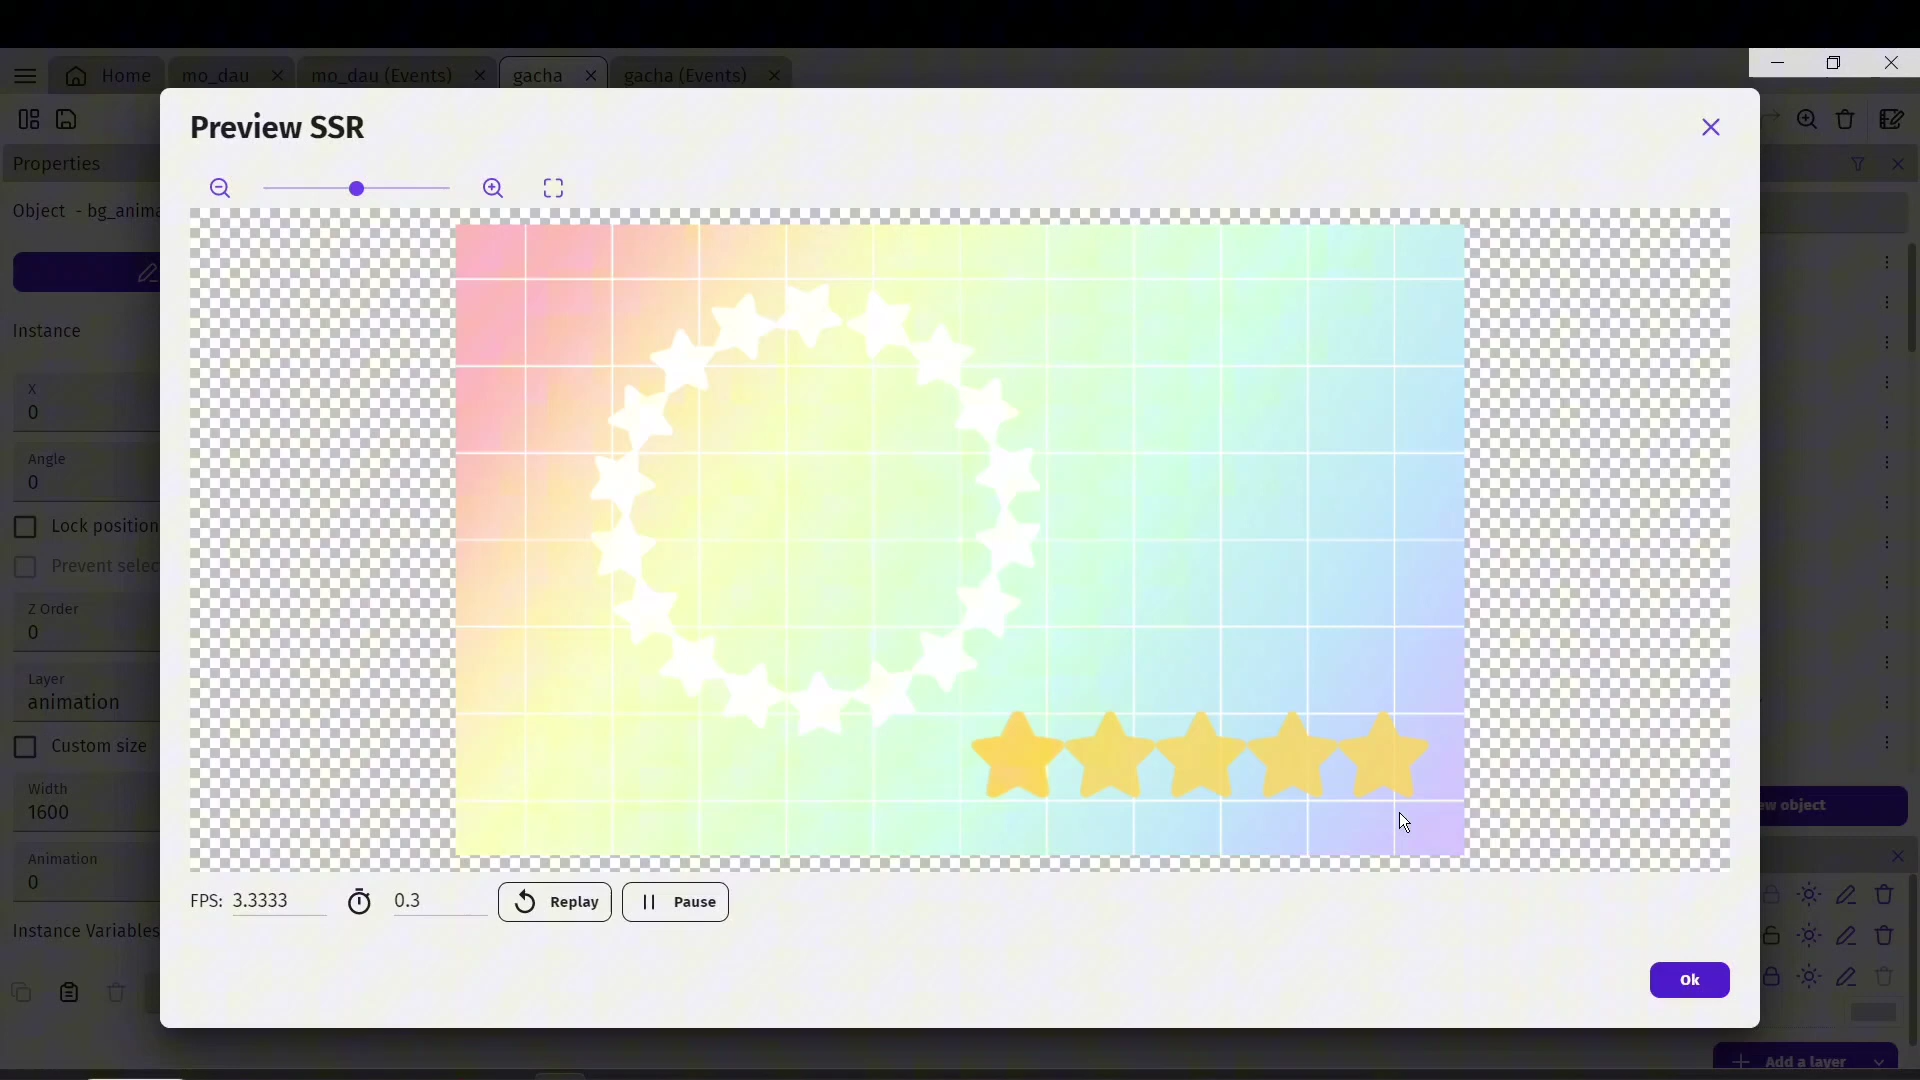 Home
mo_dau
mo_dau (Events)
gacha
gacha (Events)
Preview SSR
Properties
Object - bg_anima
Instance
X
0
Angle
0
Lock position
Prevent selec
Z Order
0
Layer
animation
Custom size
Width
1600
Animation
0
Instance Variables
FPS: 3.3333
0.3
Replay
Pause
Ok
ew object
Add a layer